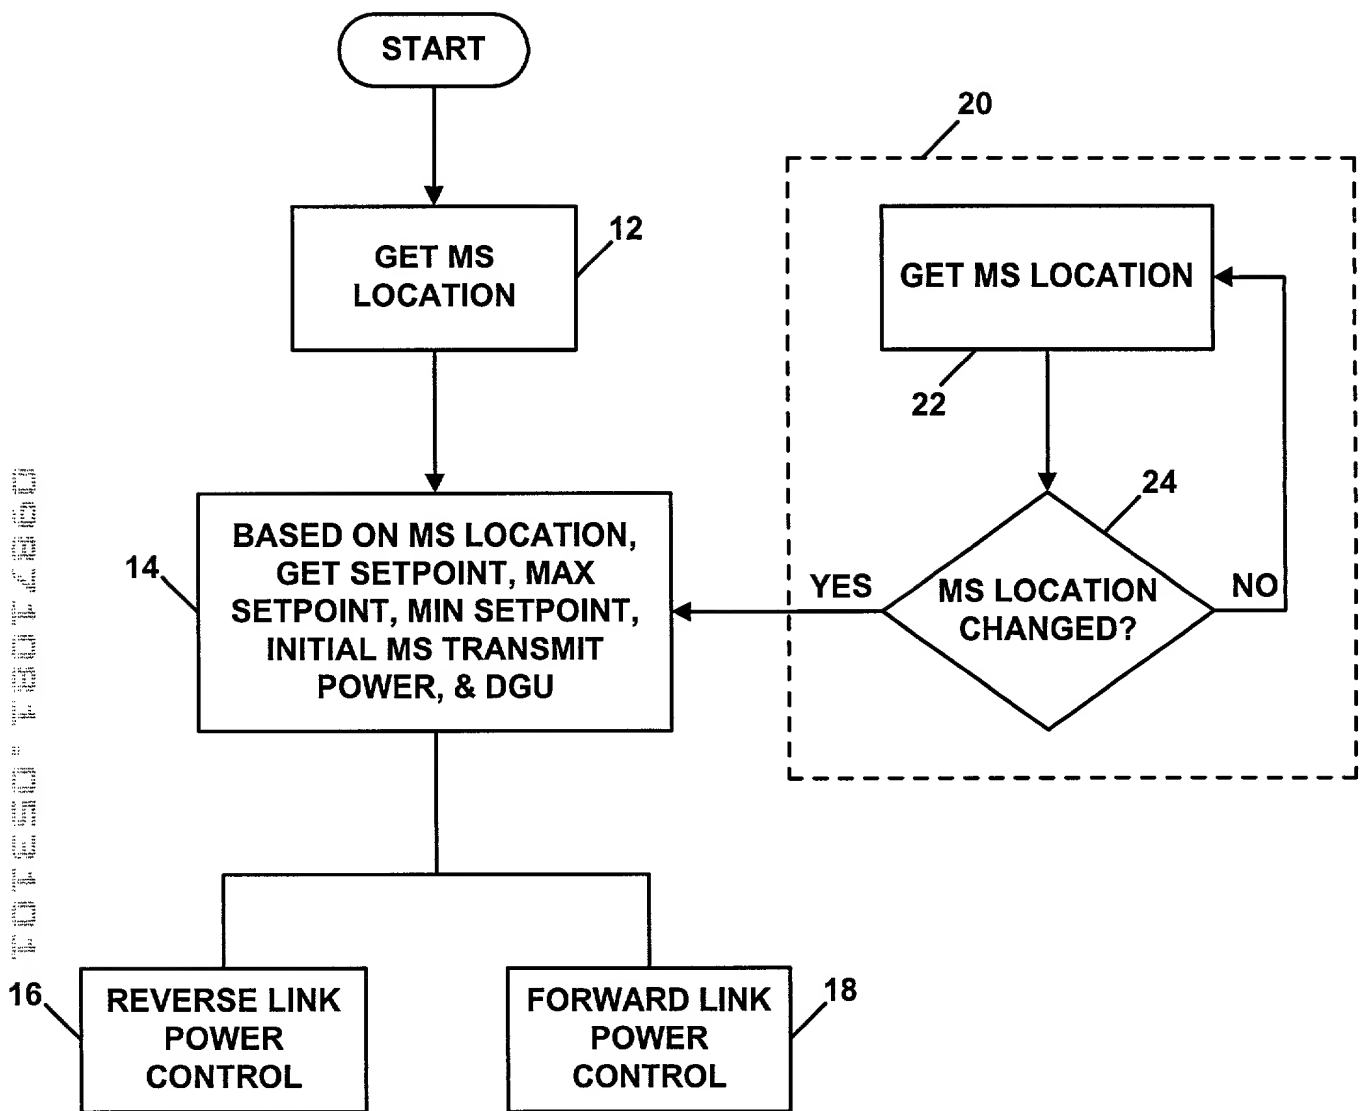 START
20
GET MS
LOCATION
12
GET MS LOCATION
22
24
14
BASED ON MS LOCATION,
GET SETPOINT, MAX
SETPOINT, MIN SETPOINT,
INITIAL MS TRANSMIT
POWER, & DGU
YES
MS LOCATION
CHANGED?
NO
16
REVERSE LINK
POWER
CONTROL
FORWARD LINK
POWER
CONTROL
18